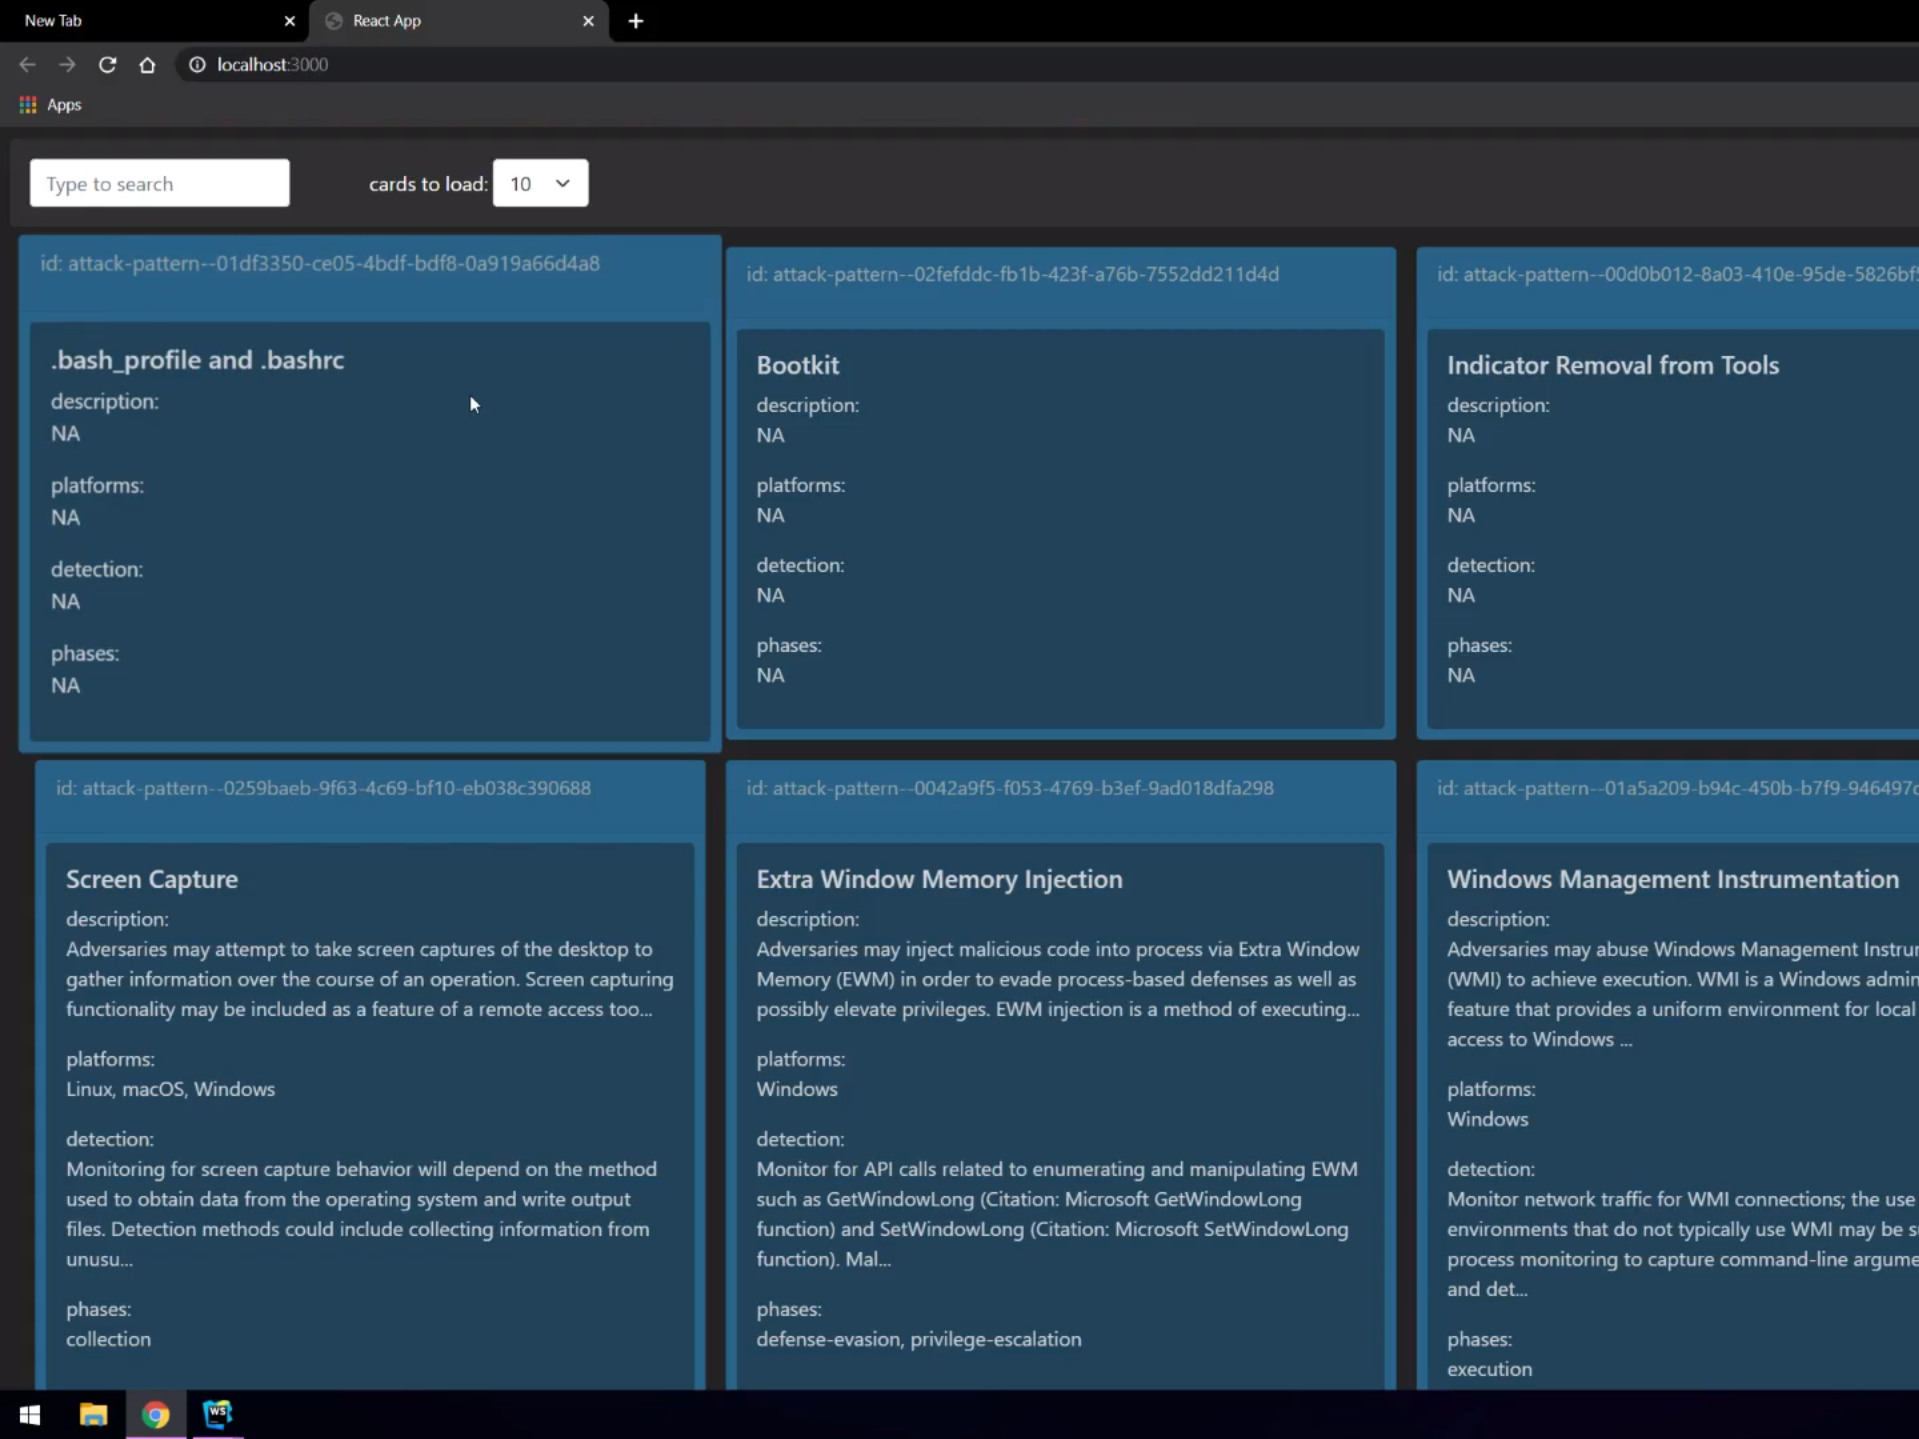 New Tab
React App
localhost:3000
Apps
Type to search
cards to load: 10
id: attack-pattern--01df3350-ce05-4bdf-bdf8-0a919a66d4a8
.bash_profile and .bashrc
description:
NA
platforms:
NA
detection:
NA
phases:
NA
id: attack-pattern--02fefddc-fb1b-423f-a76b-7552dd211d4d
Bootkit
description:
NA
platforms:
NA
detection:
NA
phases:
NA
id: attack-pattern--00d0b012-8a03-410e-95de-5826bf
Indicator Removal from Tools
description:
NA
platforms:
NA
detection:
NA
phases:
NA
id: attack-pattern--0259baeb-9f63-4c69-bf10-eb038c390688
Screen Capture
description:
Adversaries may attempt to take screen captures of the desktop to
gather information over the course of an operation. Screen capturing
functionality may be included as a feature of a remote access too...
platforms:
Linux, macOS, Windows
detection:
Monitoring for screen capture behavior will depend on the method
used to obtain data from the operating system and write output
files. Detection methods could include collecting information from
unusu...
phases:
collection
id: attack-pattern--0042a9f5-f053-4769-b3ef-9ad018dfa298
Extra Window Memory Injection
description:
Adversaries may inject malicious code into process via Extra Window
Memory (EWM) in order to evade process-based defenses as well as
possibly elevate privileges. EWM injection is a method of executing...
platforms:
Windows
detection:
Monitor for API calls related to enumerating and manipulating EWM
such as GetWindowLong (Citation: Microsoft GetWindowLong
function) and SetWindowLong (Citation: Microsoft SetWindowLong
function). Mal...
phases:
defense-evasion, privilege-escalation
id: attack-pattern--01a5a209-b94c-450b-b7f9-946497
Windows Management Instrumentation
description:
Adversaries may abuse Windows Management Instru
(WMI) to achieve execution. WMI is a Windows admin
feature that provides a uniform environment for local
access to Windows ...
platforms:
Windows
detection:
Monitor network traffic for WMI connections; the use
environments that do not typically use WMI may be s
process monitoring to capture command-line argume
and det...
phases:
execution
WS